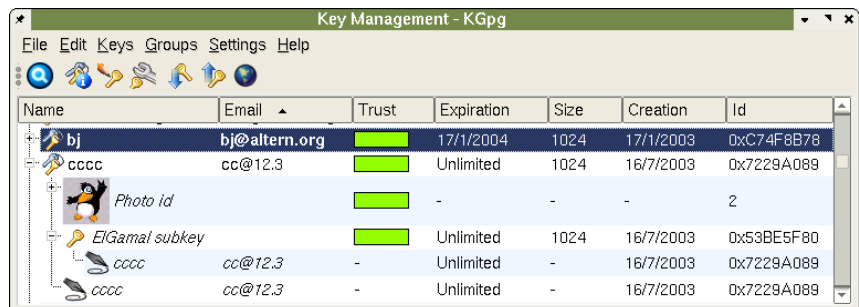 Key Management - KGpg
File Edit Keys Groups Settings Help
Name Email Trust Expiration Size Creation Id
bj bj@altern.org 17/1/2004 1024 17/1/2003 0xC74F8B78
cccc cc@12.3 Unlimited 1024 16/7/2003 0x7229A089
Photo id - - - 2
ElGamal subkey Unlimited 1024 16/7/2003 0x53BE5F80
cccc cc@12.3 - Unlimited - 16/7/2003 0x7229A089
cccc cc@12.3 - Unlimited - 16/7/2003 0x7229A089